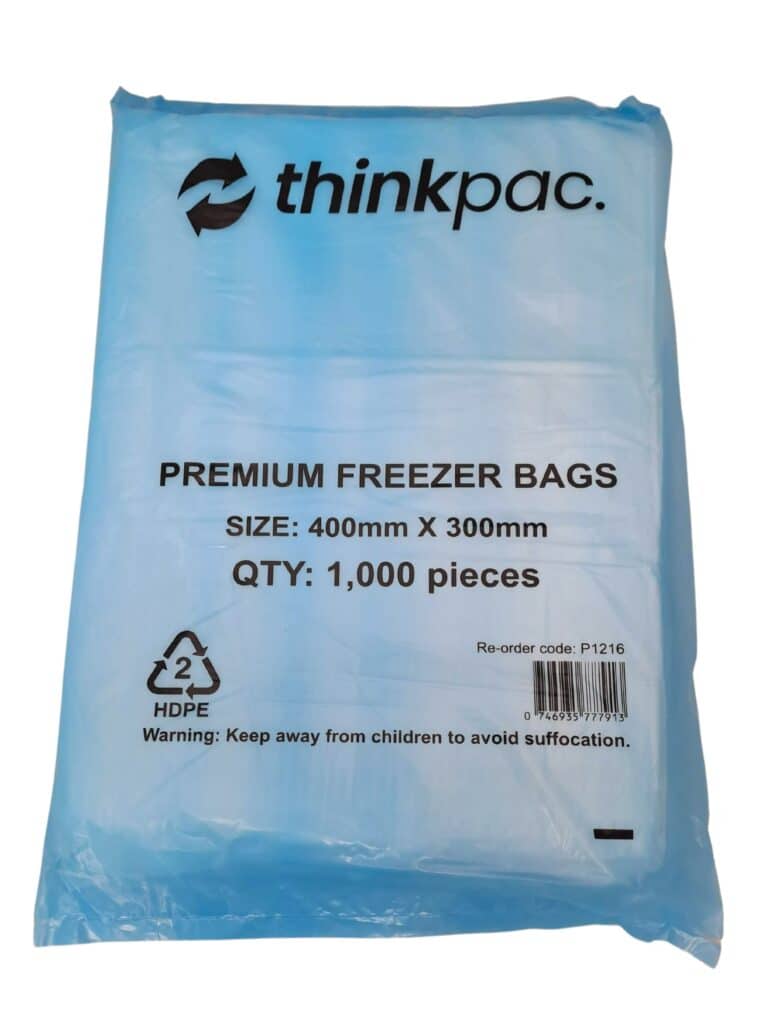 thinkpac.
PREMIUM FREEZER BAGS
SIZE: 400mm X 300mm
QTY: 1,000 pieces
Re-order code: P1216
2
HDPE
0 746935 777913
Warning: Keep away from children to avoid suffocation.